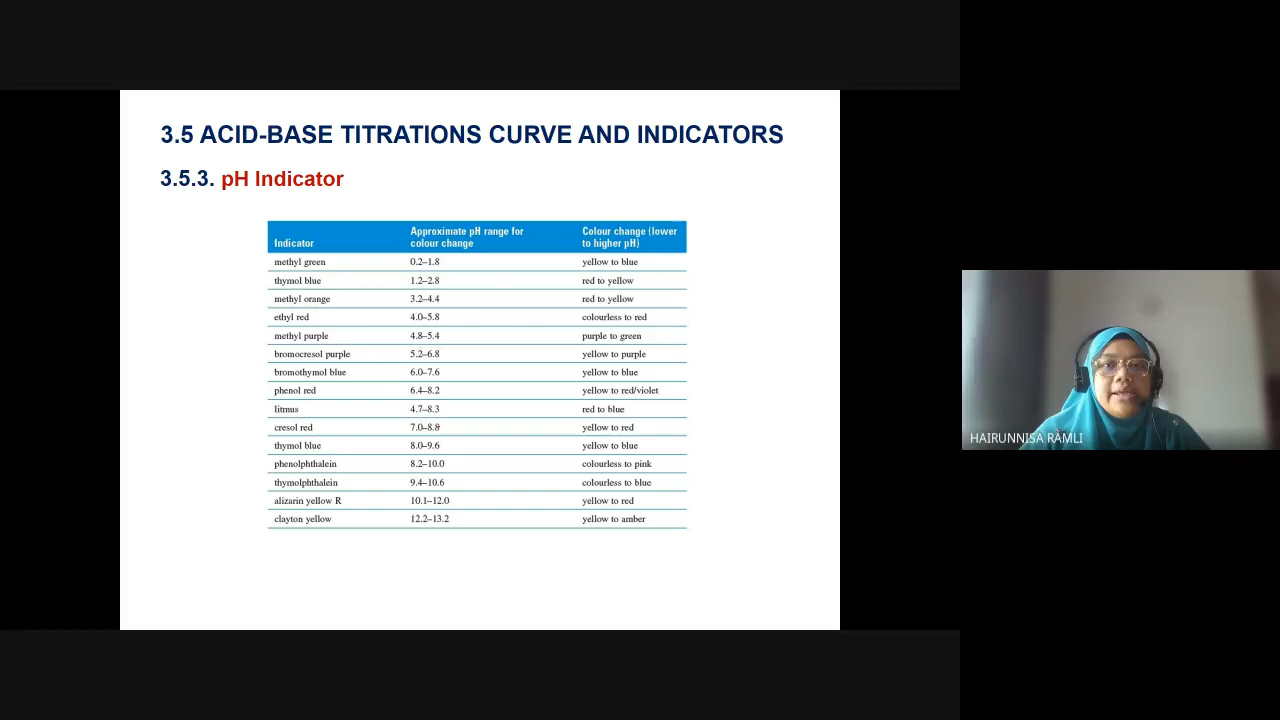 3.5 ACID-BASE TITRATIONS CURVE AND INDICATORS
3.5.3. pH Indicator
Indicator Approximate pH range for colour change Colour change (lower to higher pH)
methyl green 0.2–1.8 yellow to blue
thymol blue 1.2–2.8 red to yellow
methyl orange 3.2–4.4 red to yellow
ethyl red 4.0–5.8 colourless to red
methyl purple 4.8–5.4 purple to green
bromocresol purple 5.2–6.8 yellow to purple
bromothymol blue 6.0–7.6 yellow to blue
phenol red 6.4–8.2 yellow to red/violet
litmus 4.7–8.3 red to blue
cresol red 7.0–8.8 yellow to red
thymol blue 8.0–9.6 yellow to blue
phenolphthalein 8.2–10.0 colourless to pink
thymolphthalein 9.4–10.6 colourless to blue
alizarin yellow R 10.1–12.0 yellow to red
clayton yellow 12.2–13.2 yellow to amber
HAIRUNNISA RAMLI